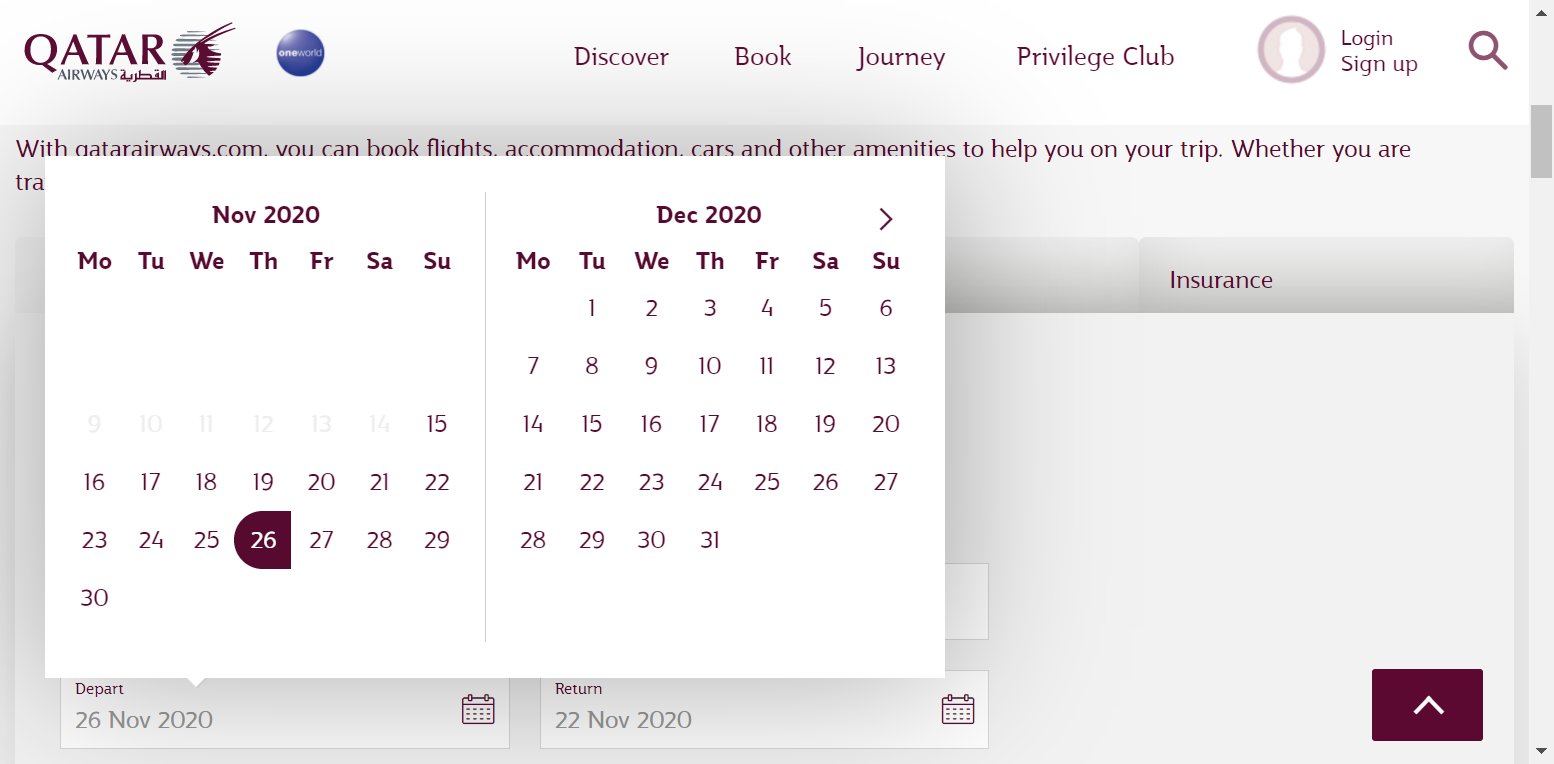 QATAR
AIRWAYS القطرية
oneworld
Discover
Book
Journey
Privilege Club
Login
Sign up
With qatarairways.com, you can book flights, accommodation, cars and other amenities to help you on your trip. Whether you are
tra
Insurance
Nov 2020
Mo Tu We Th Fr Sa Su
9 10 11 12 13 14 15
16 17 18 19 20 21 22
23 24 25 26 27 28 29
30
Dec 2020
Mo Tu We Th Fr Sa Su
1 2 3 4 5 6
7 8 9 10 11 12 13
14 15 16 17 18 19 20
21 22 23 24 25 26 27
28 29 30 31
Depart
26 Nov 2020
Return
22 Nov 2020